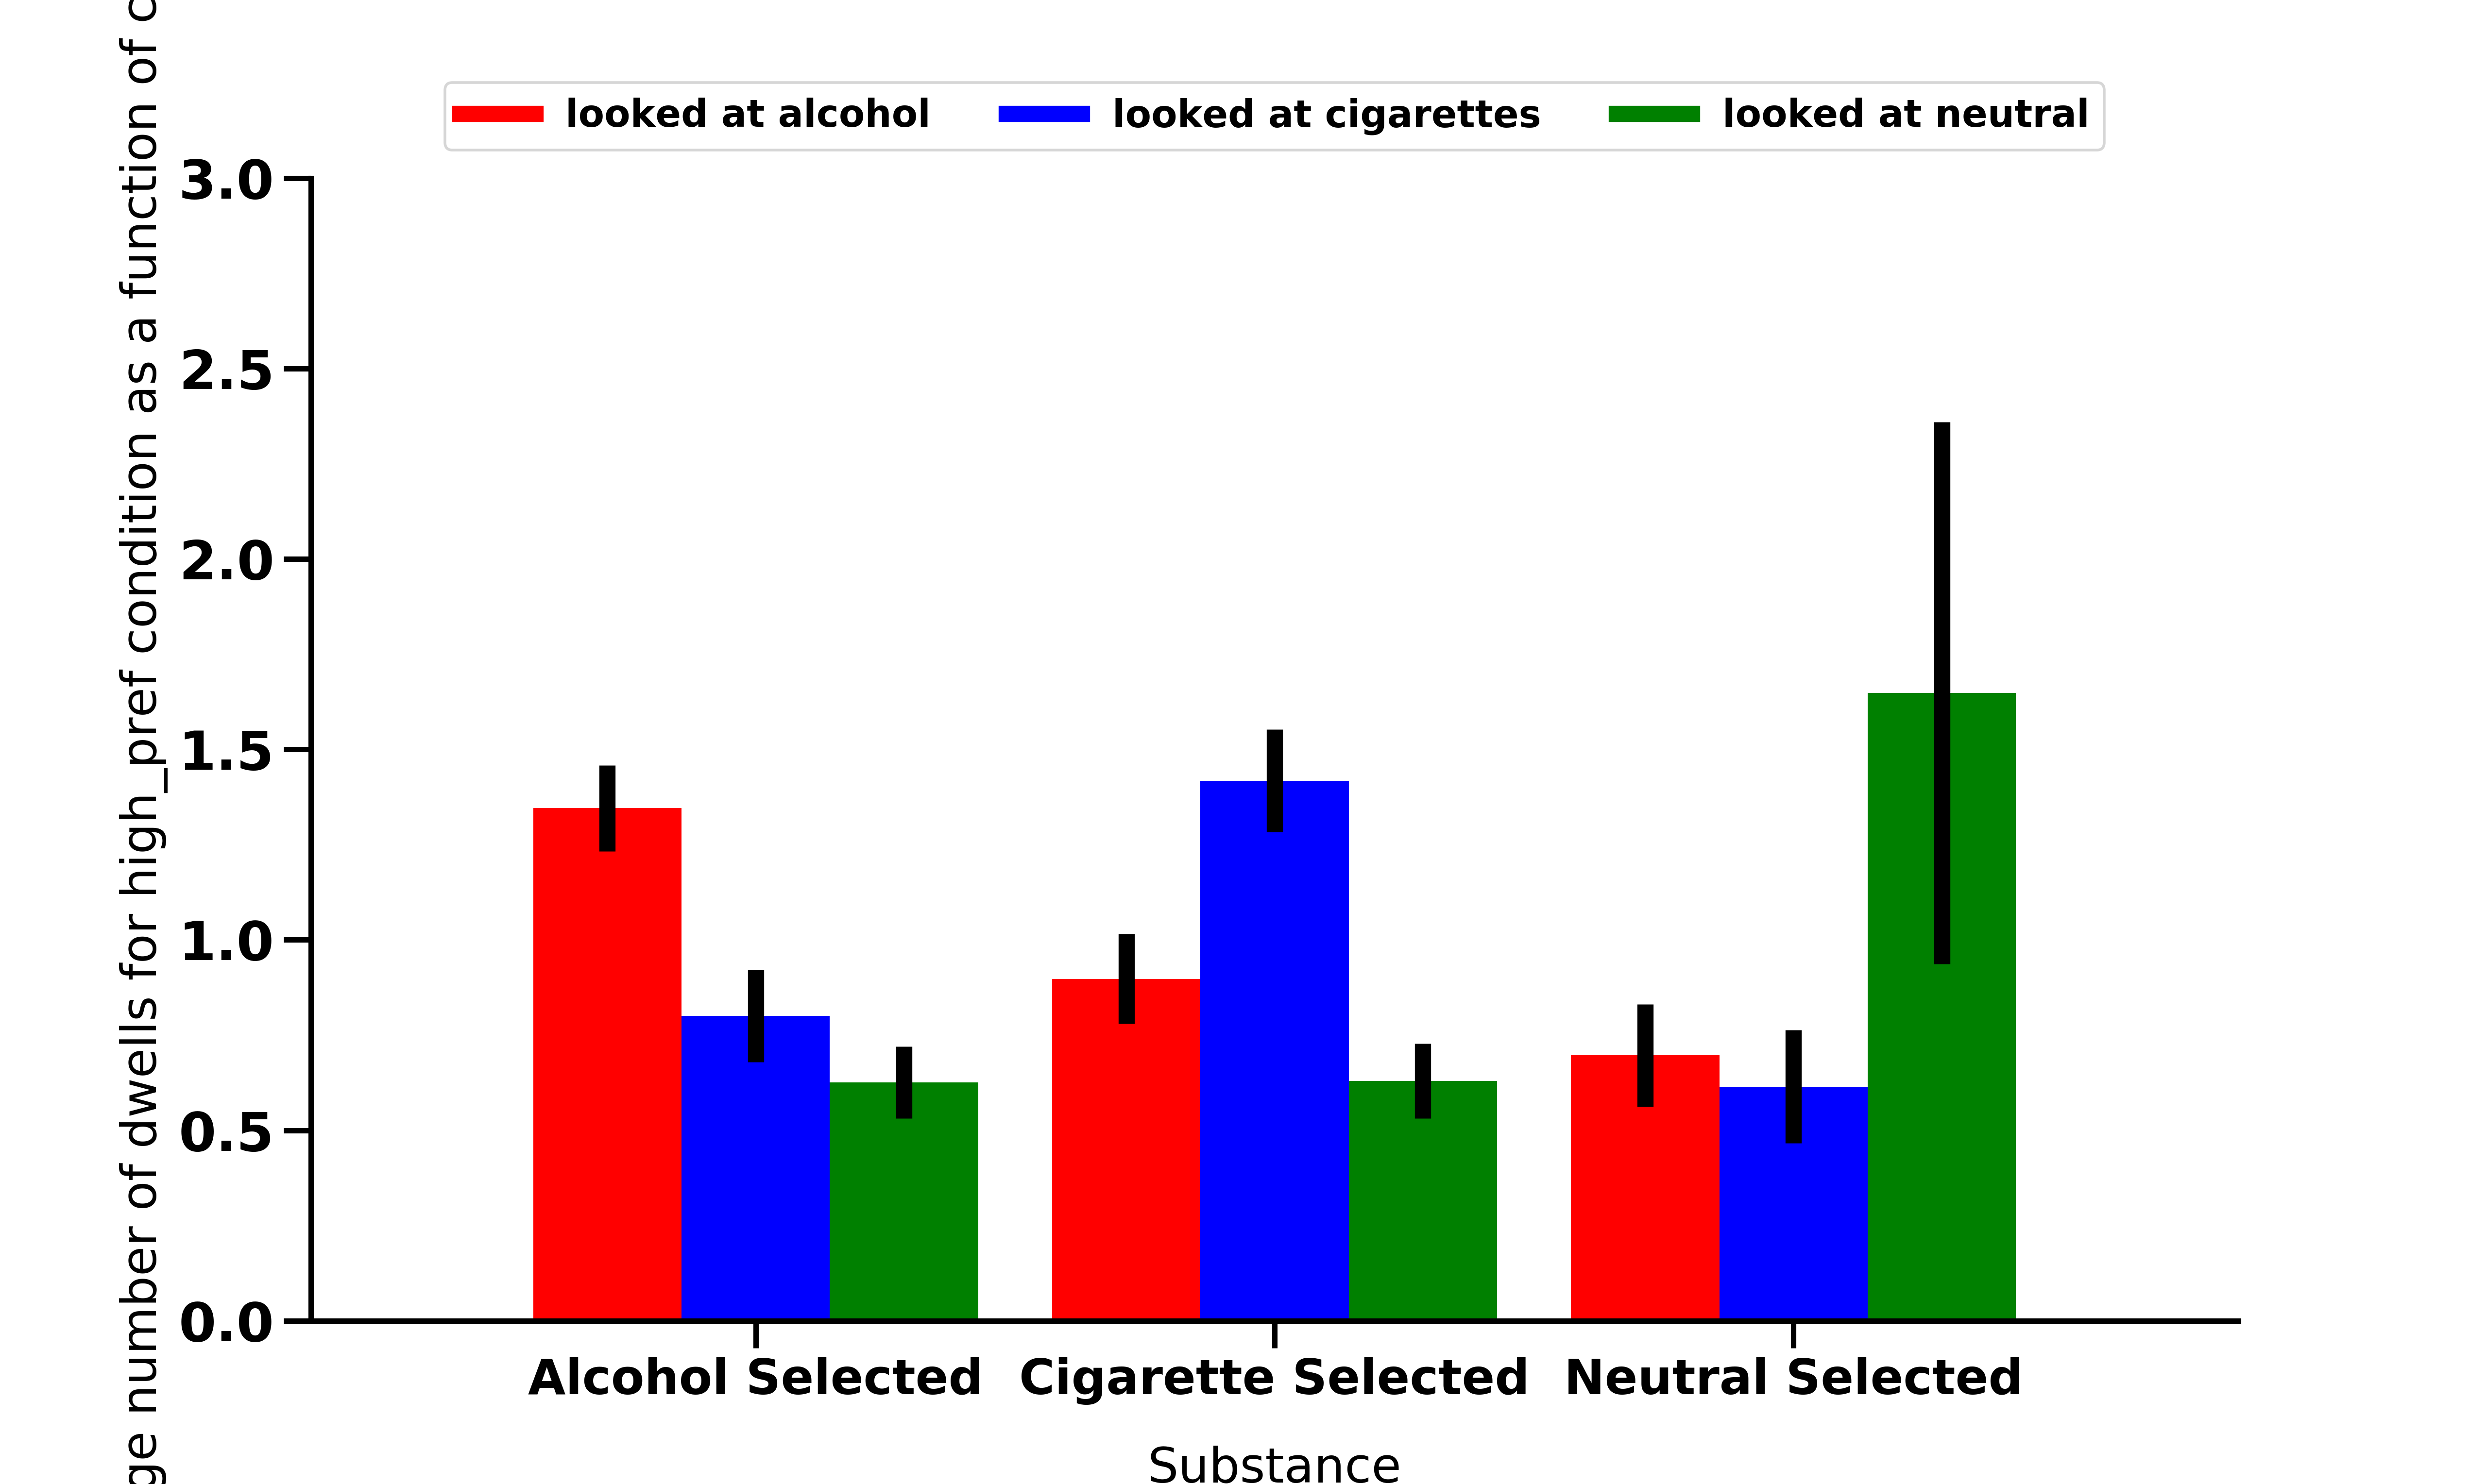 looked at alcohol looked at cigarettes looked at neutral
number of dwells for high_pref condition as a function of
3.0
2.5
2.0
1.5
1.0
0.5
0.0
Alcohol Selected Cigarette Selected Neutral Selected
Substance